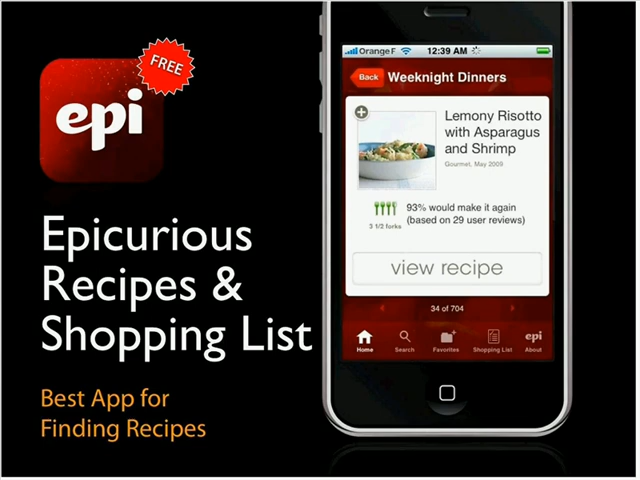 FREE
epi
Epicurious
Recipes &
Shopping List
Best App for
Finding Recipes
Orange F 12:39 AM
Back Weeknight Dinners
Lemony Risotto
with Asparagus
and Shrimp
Gourmet, May 2009
93% would make it again
(based on 29 user reviews)
3 1/2 forks
view recipe
34 of 704
epi
Home Search Favorites Shopping List About